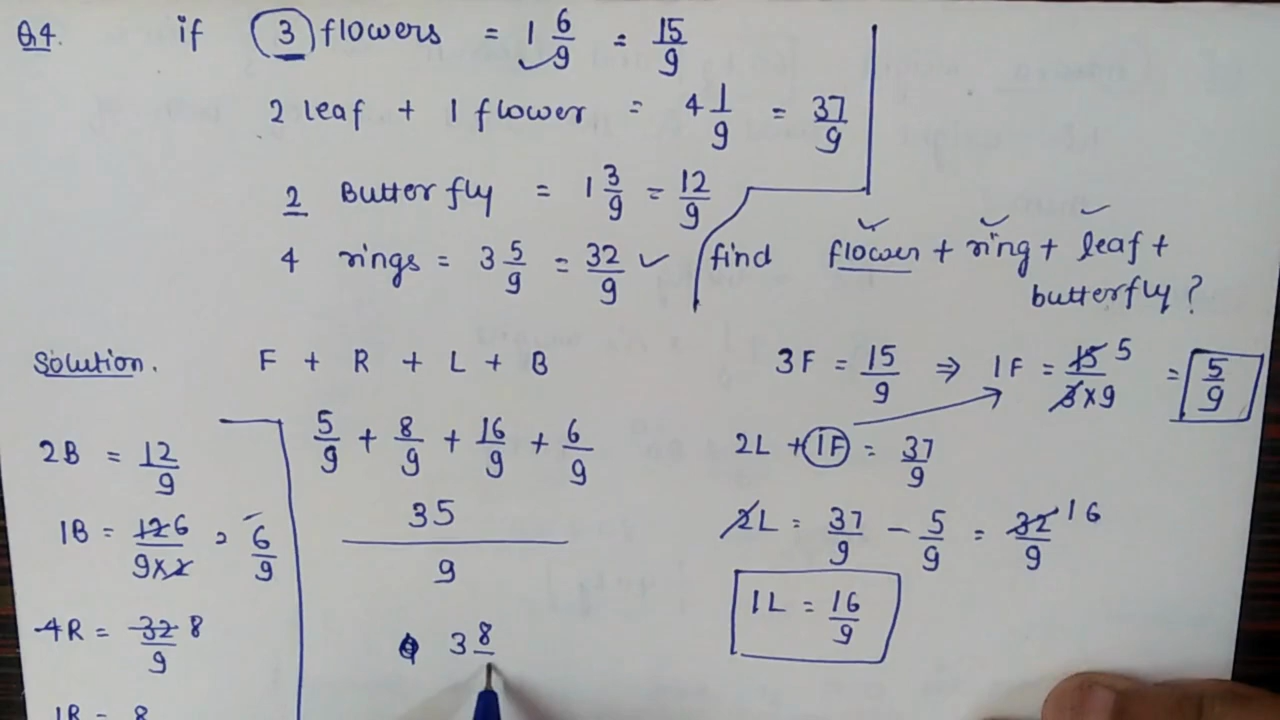 Q.4. if 3 flowers = 1 6/9 = 15/9
2 leaf + 1 flower = 4 1/9 = 37/9
2 Butterfly = 1 3/9 = 12/9
4 rings = 3 5/9 = 32/9 ✓
find flower + ring + leaf +
butterfly?
Solution. F + R + L + B
5/9 + 8/9 + 16/9 + 6/9
35/9
3 8/
2B = 12/9
1B = 12 6/9×2 = 6/9
4R = 32 8/9
1R = 8
3F = 15/9 ⇒ 1F = 15 5/3×9 = 5/9
2L + 1F = 37/9
2L = 37/9 - 5/9 = 32 16/9
1L = 16/9